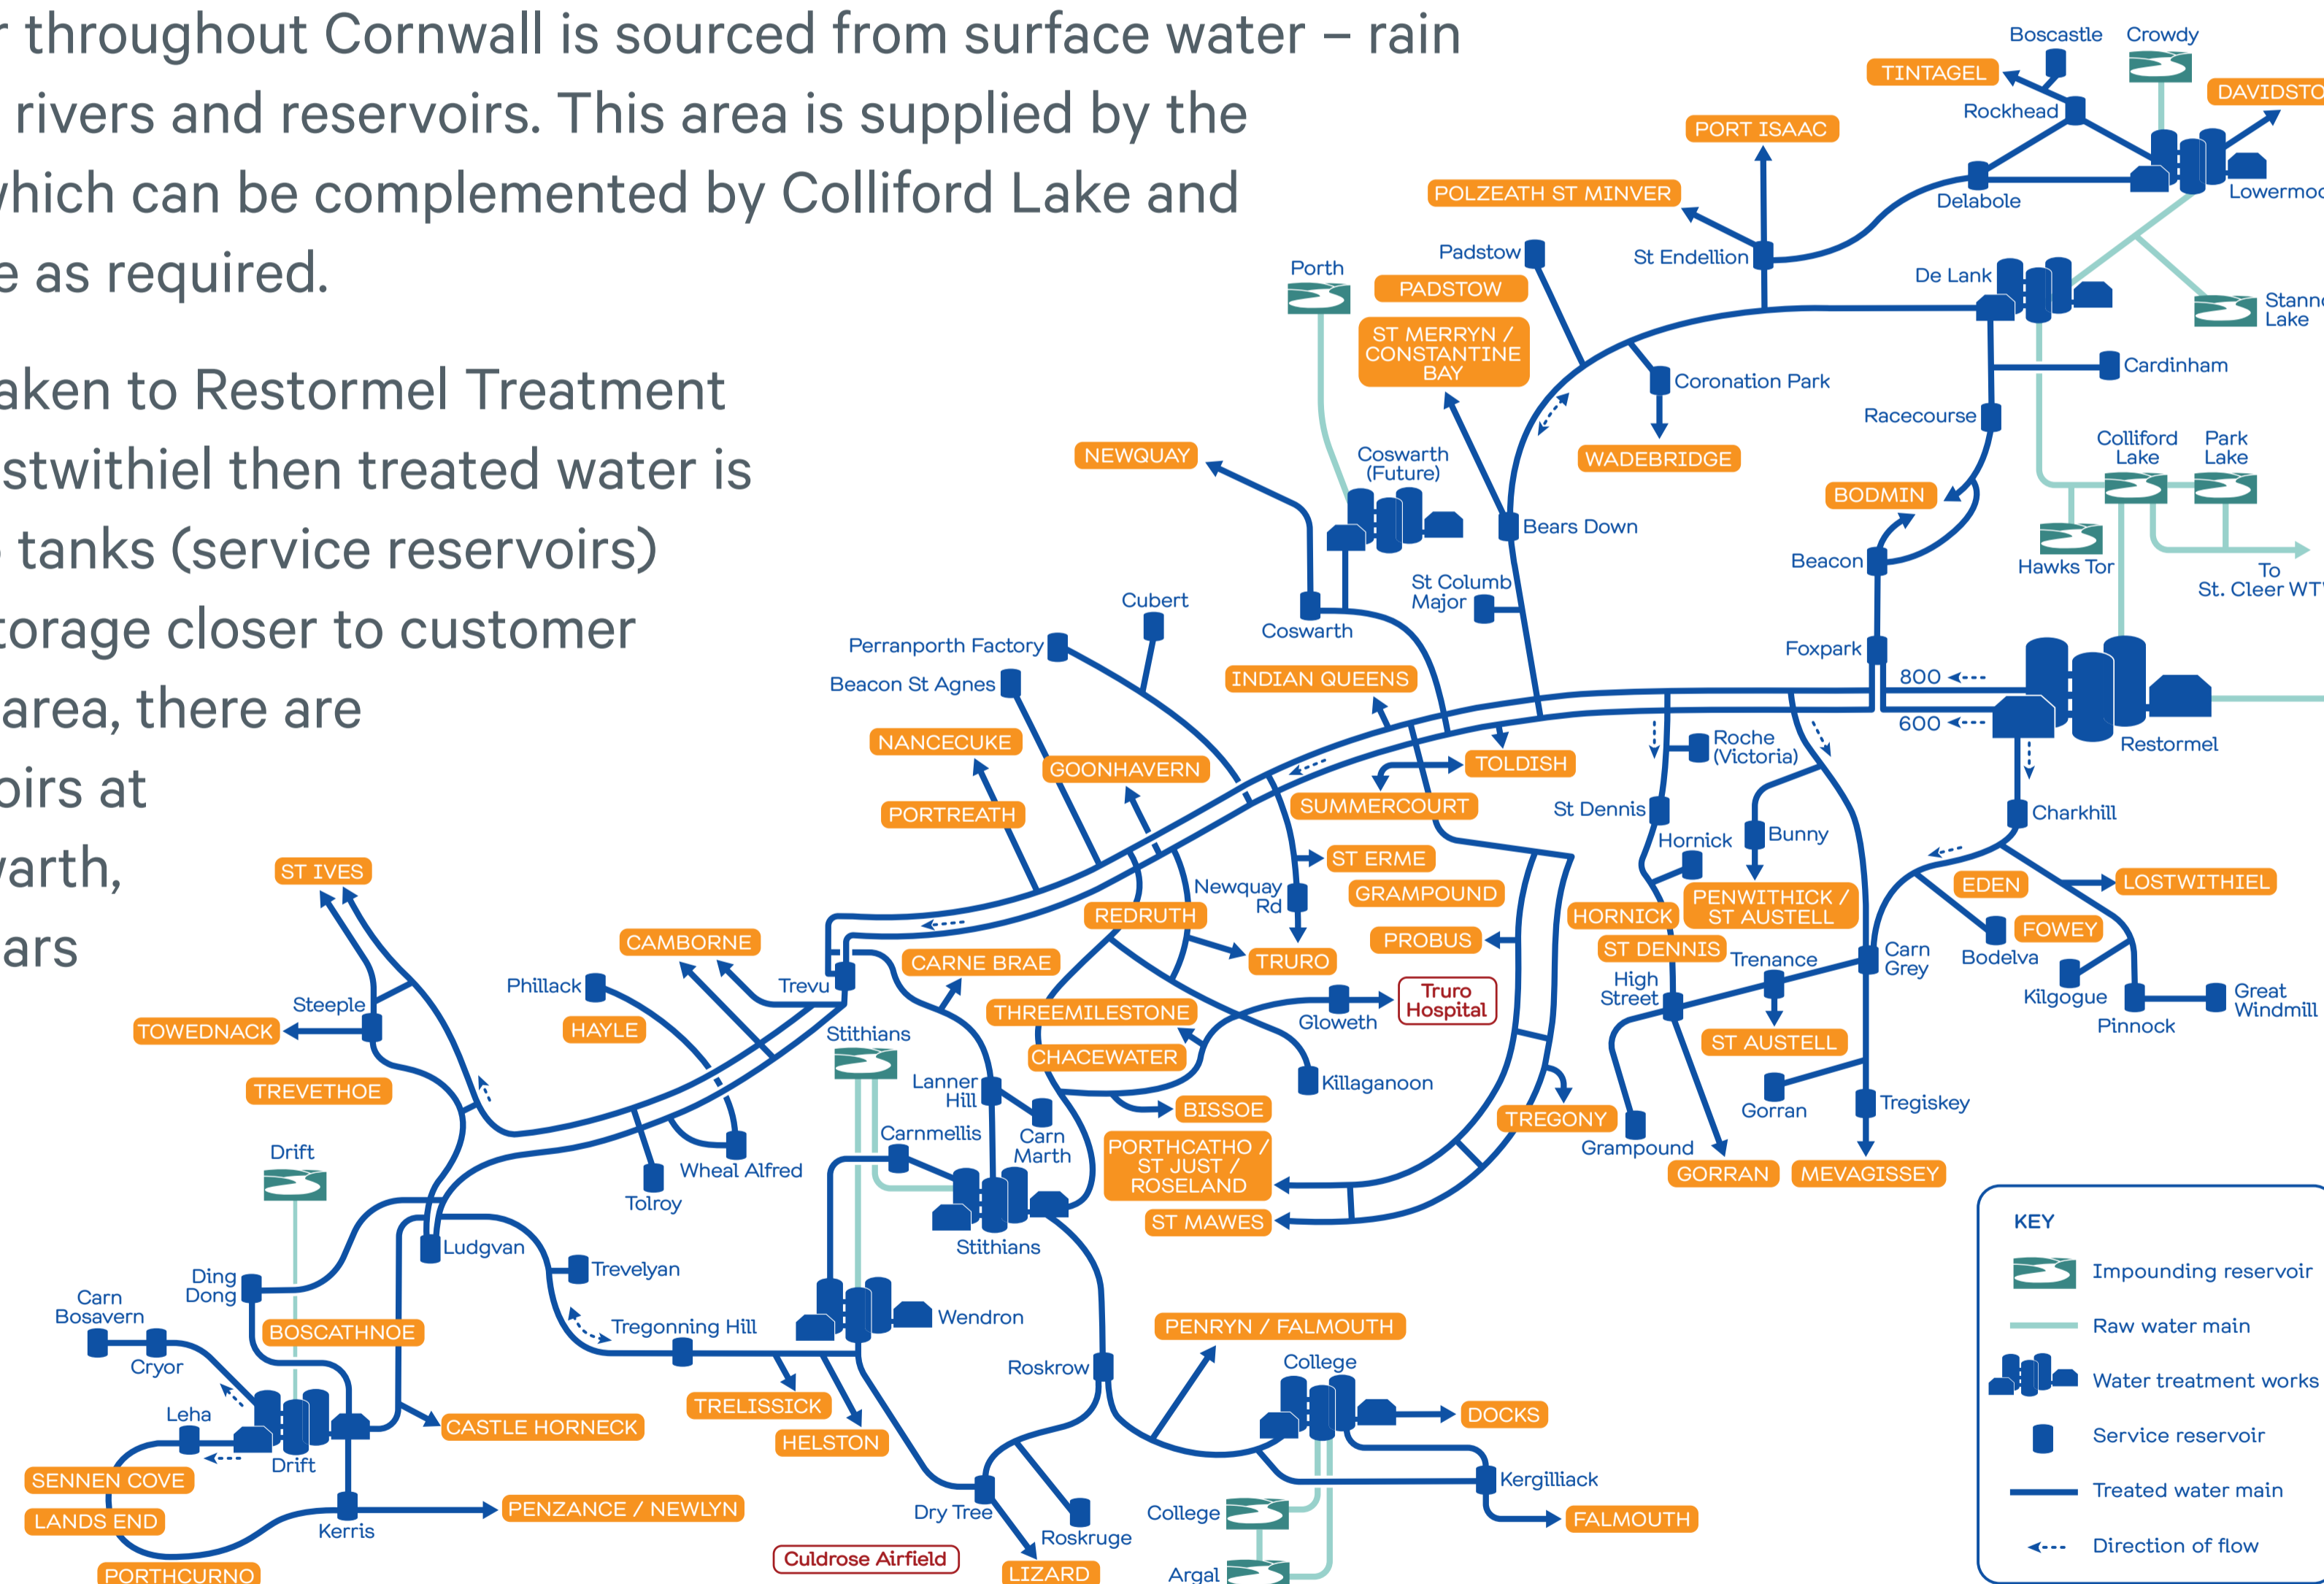 r throughout Cornwall is sourced from surface water – rain
rivers and reservoirs. This area is supplied by the
which can be complemented by Colliford Lake and
e as required.
aken to Restormel Treatment
stwithiel then treated water is
tanks (service reservoirs)
torage closer to customer
area, there are
oirs at
warth,
ars
Boscastle
Crowdy
TINTAGEL
DAVIDSTO
Rockhead
PORT ISAAC
Lowermoo
POLZEATH ST MINVER
Delabole
Padstow
St Endellion
Porth
De Lank
PADSTOW
Stann
Lake
ST MERRYN /
CONSTANTINE
BAY
Cardinham
Coronation Park
Racecourse
Colliford
Lake
Park
Lake
NEWQUAY
Coswarth
(Future)
WADEBRIDGE
BODMIN
Bears Down
Beacon
Hawks Tor
To
St. Cleer WT
St Columb
Major
Cubert
Coswarth
Perranporth Factory
Foxpark
Beacon St Agnes
INDIAN QUEENS
800
600
NANCECUKE
Roche
(Victoria)
Restormel
GOONHAVERN
TOLDISH
PORTREATH
SUMMERCOURT
St Dennis
Charkhill
Hornick
Bunny
ST IVES
ST ERME
Newquay
Rd
GRAMPOUND
EDEN
LOSTWITHIEL
REDRUTH
HORNICK
PENWITHICK /
ST AUSTELL
FOWEY
CAMBORNE
PROBUS
ST DENNIS
CARNE BRAE
TRURO
Trenance
Carn
Grey
Bodelva
Phillack
Trevu
High
Street
Kilgogue
Great
Windmill
Steeple
Truro
Hospital
THREEMILESTONE
Gloweth
Pinnock
TOWEDNACK
HAYLE
Stithians
ST AUSTELL
CHACEWATER
TREVETHOE
Lanner
Hill
Killaganoon
Gorran
Tregiskey
BISSOE
TREGONY
Carnmellis
Carn
Marth
PORTHCATHO /
ST JUST /
ROSELAND
Grampound
Drift
Wheal Alfred
GORRAN
MEVAGISSEY
Tolroy
ST MAWES
KEY
Ludgvan
Stithians
Trevelyan
Impounding reservoir
Ding
Dong
Carn
Bosavern
Wendron
BOSCATHNOE
Tregonning Hill
PENRYN / FALMOUTH
Raw water main
Cryor
Roskrow
College
Water treatment works
Leha
TRELISSICK
CASTLE HORNECK
DOCKS
HELSTON
Service reservoir
Drift
SENNEN COVE
Kergilliack
Treated water main
LANDS END
PENZANCE / NEWLYN
Dry Tree
College
FALMOUTH
Kerris
Roskruge
Direction of flow
Culdrose Airfield
PORTHCURNO
LIZARD
Argal